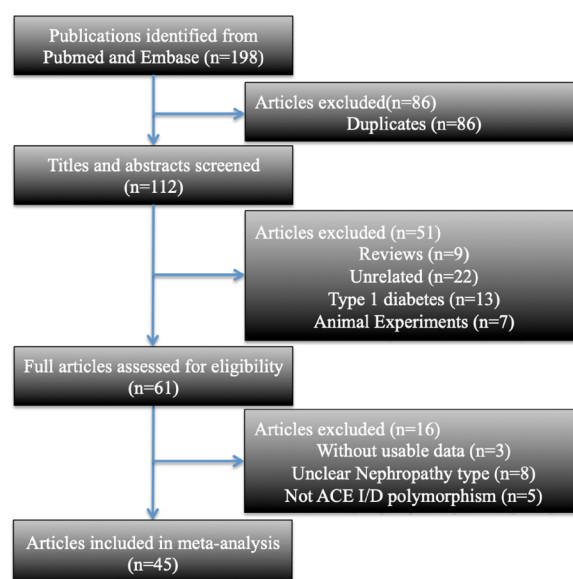 Publications identified from
Pubmed and Embase (n=198)
Articles excluded(n=86)
Duplicates (n=86)
Titles and abstracts screened
(n=112)
Articles excluded (n=51)
Reviews (n=9)
Unrelated (n=22)
Type 1 diabetes (n=13)
Animal Experiments (n=7)
Full articles assessed for eligibility
(n=61)
Articles excluded (n=16)
Without usable data (n=3)
Unclear Nephropathy type (n=8)
Not ACE I/D polymorphism (n=5)
Articles included in meta-analysis
(n=45)